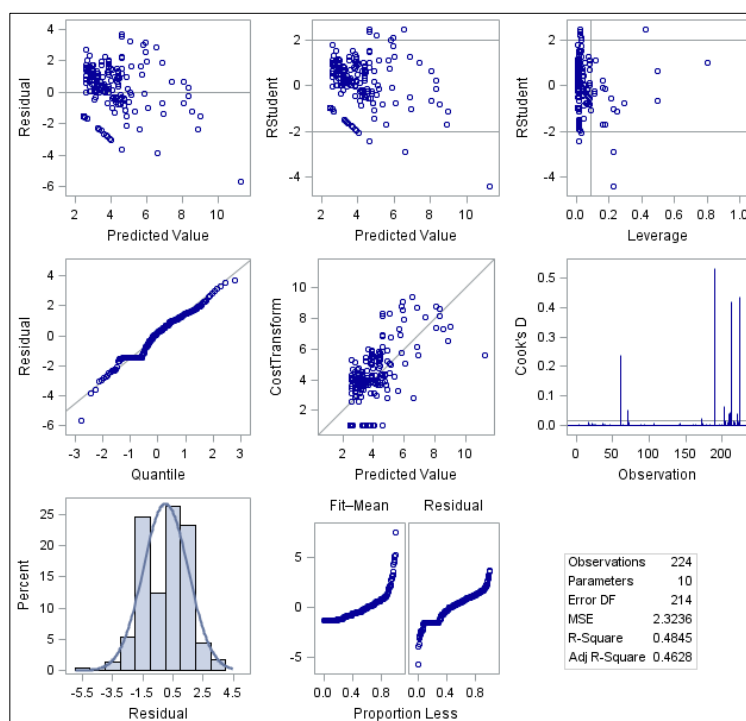 4
2
0
-2
-4
-6
Residual
2 4 6 8 10
Predicted Value
2
0
-2
-4
RStudent
2 4 6 8 10
Predicted Value
2
0
-2
-4
RStudent
0.0 0.2 0.4 0.6 0.8 1.0
Leverage
4
2
0
-2
-4
-6
Residual
-3 -2 -1 0 1 2 3
Quantile
10
8
6
4
2
CostTransform
2 4 6 8 10
Predicted Value
0.5
0.4
0.3
0.2
0.1
0.0
Cook's D
0 50 100 150 200
Observation
25
20
15
10
5
0
Percent
-5.5 -2.5 0.5 2.5 4.5
Residual
Fit–Mean Residual
5
0
-5
0.0 0.4 0.8 0.0 0.4 0.8
Proportion Less
Observations 224
Parameters 10
Error DF 214
MSE 2.3236
R-Square 0.4845
Adj R-Square 0.4628